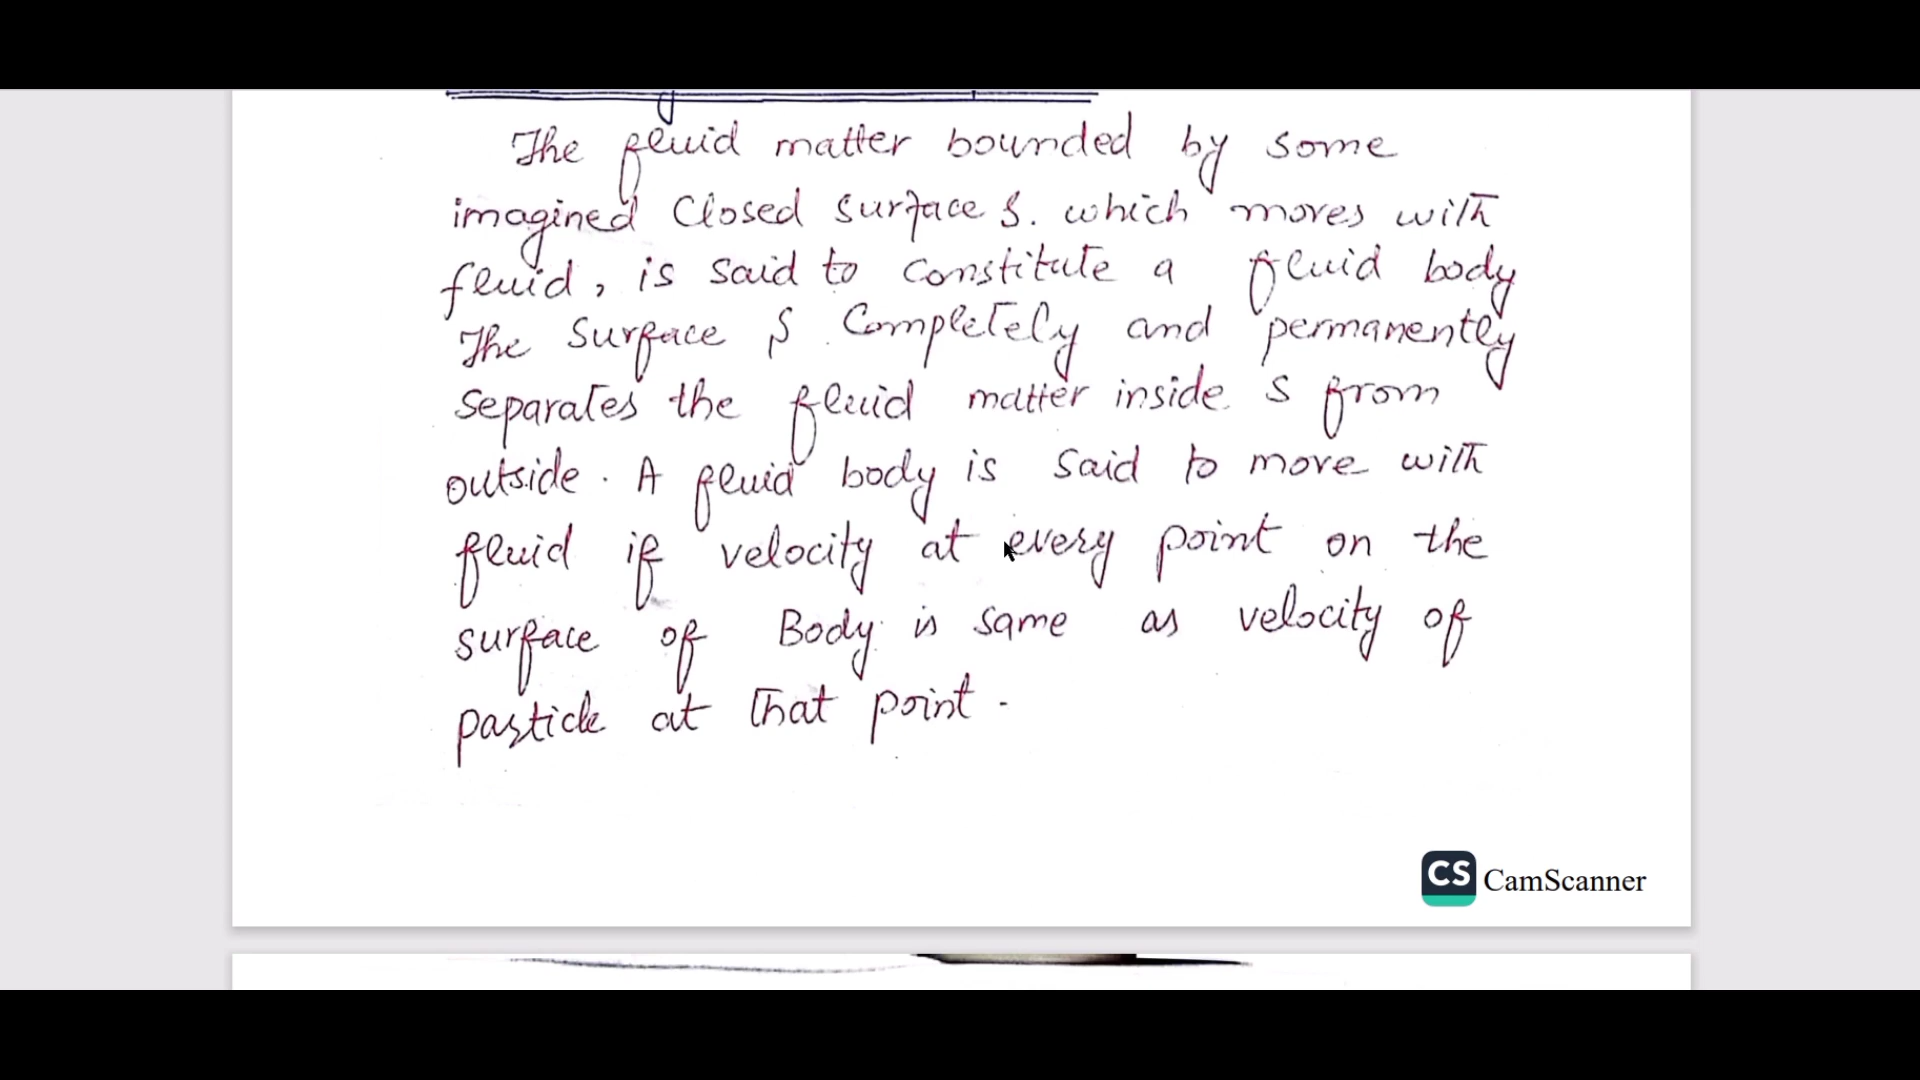 The fluid matter bounded by some
imagined Closed surface S. which moves with
fluid, is said to constitute a fluid body
The Surface S Completely and permanently
separates the fluid matter inside S from
outside. A fluid body is said to move with
fluid if velocity at every point on the
surface of Body is same as velocity of
particle at that point.
CS CamScanner